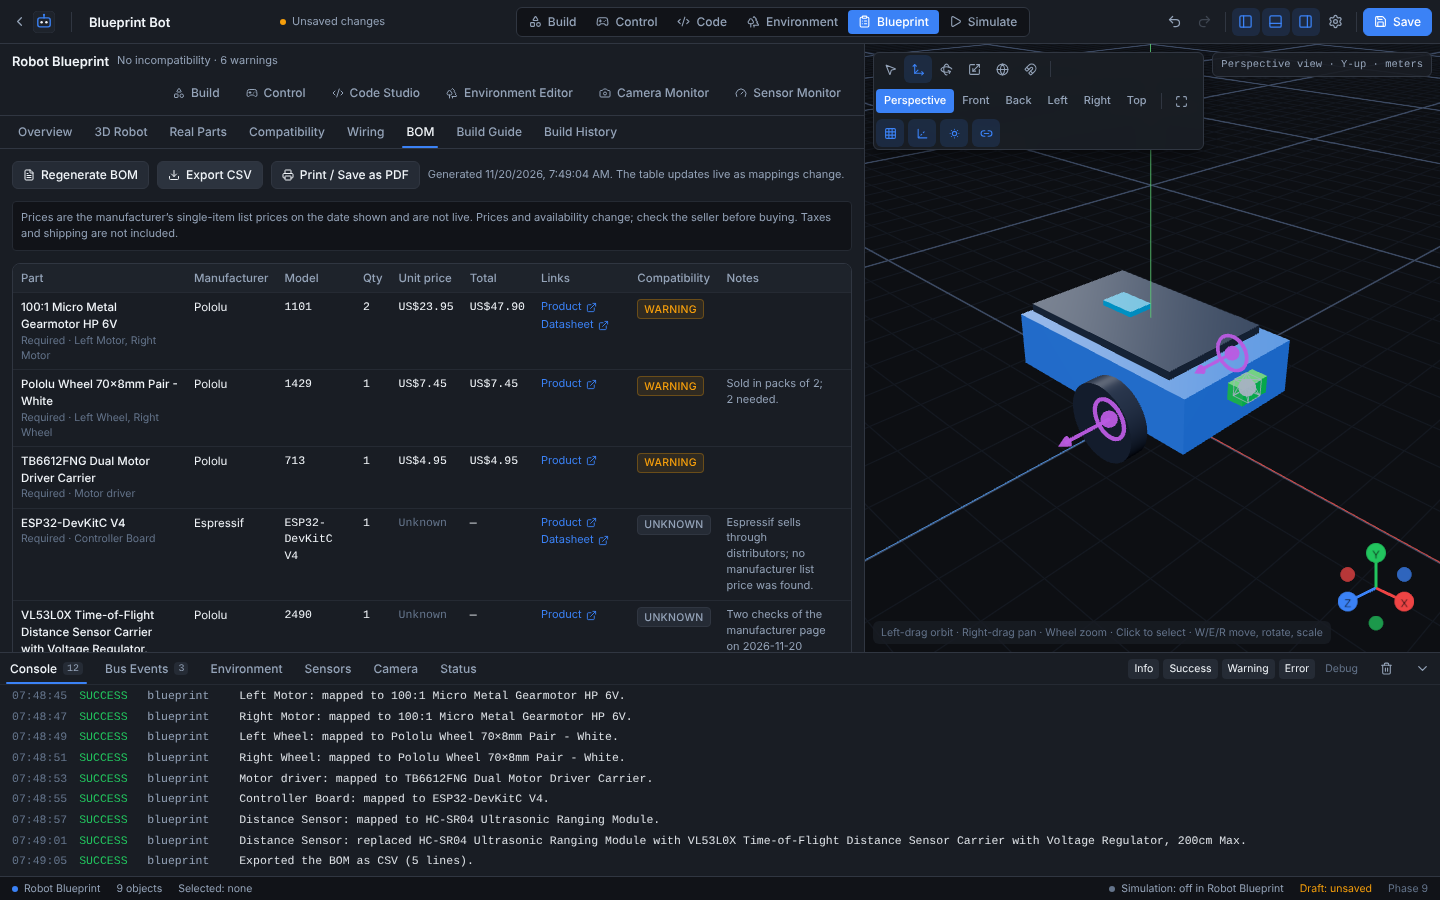 Blueprint Bot
Unsaved changes
Build
Control
Code
Environment
Blueprint
Simulate
Save
Robot Blueprint
No incompatibility · 6 warnings
Build
Control
Code Studio
Environment Editor
Camera Monitor
Sensor Monitor
Overview
3D Robot
Real Parts
Compatibility
Wiring
BOM
Build Guide
Build History
Regenerate BOM
Export CSV
Print / Save as PDF
Generated 11/20/2026, 7:49:04 AM. The table updates live as mappings change.
Prices are the manufacturer's single-item list prices on the date shown and are not live. Prices and availability change; check the seller before buying. Taxes
and shipping are not included.
Part Manufacturer Model Qty Unit price Total Links Compatibility Notes
100:1 Micro Metal
Gearmotor HP 6V
Required · Left Motor, Right
Motor
Pololu
1101
2
US$23.95
US$47.90
Product
Datasheet
WARNING
Pololu Wheel 70×8mm Pair -
White
Required · Left Wheel, Right
Wheel
Pololu
1429
1
US$7.45
US$7.45
Product
WARNING
Sold in packs of 2;
2 needed.
TB6612FNG Dual Motor
Driver Carrier
Required · Motor driver
Pololu
713
1
US$4.95
US$4.95
Product
WARNING
ESP32-DevKitC V4
Required · Controller Board
Espressif
ESP32-
DevKitC
V4
1
Unknown
—
Product
Datasheet
UNKNOWN
Espressif sells
through
distributors; no
manufacturer list
price was found.
VL53L0X Time-of-Flight
Distance Sensor Carrier
with Voltage Regulator,
Pololu
2490
1
Unknown
—
Product
UNKNOWN
Two checks of the
manufacturer page
on 2026-11-20
Perspective view · Y-up · meters
Perspective
Front
Back
Left
Right
Top
Y
Z
X
Left-drag orbit · Right-drag pan · Wheel zoom · Click to select · W/E/R move, rotate, scale
Console 12
Bus Events 3
Environment
Sensors
Camera
Status
Info
Success
Warning
Error
Debug
07:48:45 SUCCESS blueprint Left Motor: mapped to 100:1 Micro Metal Gearmotor HP 6V.
07:48:47 SUCCESS blueprint Right Motor: mapped to 100:1 Micro Metal Gearmotor HP 6V.
07:48:49 SUCCESS blueprint Left Wheel: mapped to Pololu Wheel 70×8mm Pair - White.
07:48:51 SUCCESS blueprint Right Wheel: mapped to Pololu Wheel 70×8mm Pair - White.
07:48:53 SUCCESS blueprint Motor driver: mapped to TB6612FNG Dual Motor Driver Carrier.
07:48:55 SUCCESS blueprint Controller Board: mapped to ESP32-DevKitC V4.
07:48:57 SUCCESS blueprint Distance Sensor: mapped to HC-SR04 Ultrasonic Ranging Module.
07:49:01 SUCCESS blueprint Distance Sensor: replaced HC-SR04 Ultrasonic Ranging Module with VL53L0X Time-of-Flight Distance Sensor Carrier with Voltage Regulator, 200cm Max.
07:49:05 SUCCESS blueprint Exported the BOM as CSV (5 lines).
Robot Blueprint
9 objects
Selected: none
Simulation: off in Robot Blueprint
Draft: unsaved
Phase 9